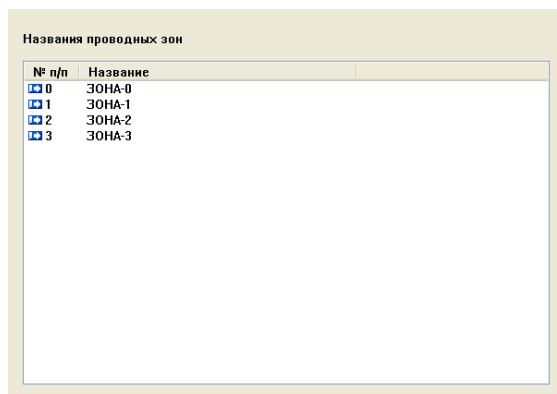 Названия проводных зон
№ п/п Название
0 ЗОНА-0
1 ЗОНА-1
2 ЗОНА-2
3 ЗОНА-3